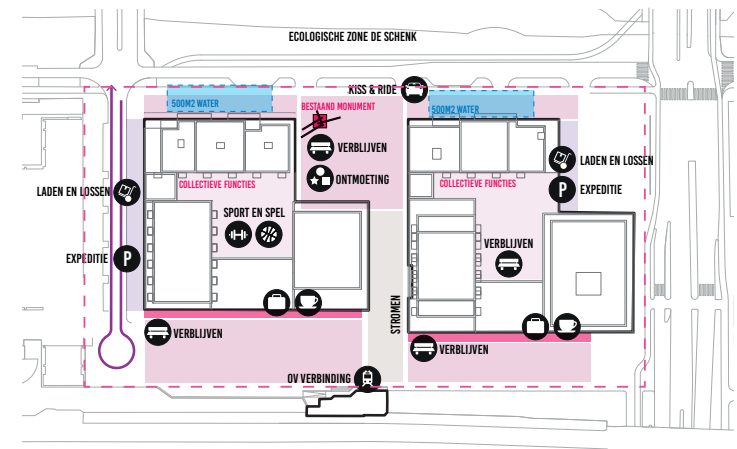 ECOLOGISCHE ZONE DE SCHENK
KISS & RIDE
500M2 WATER
BESTAAND MONUMENT
500M2 WATER
VERBLIJVEN
ONTMOETING
LADEN EN LOSSEN
COLLECTIEVE FUNCTIES
COLLECTIEVE FUNCTIES
LADEN EN LOSSEN
P
EXPEDITIE
SPORT EN SPEL
VERBLIJVEN
EXPEDITIE
P
STROMEN
VERBLIJVEN
VERBLIJVEN
OV VERBINDING